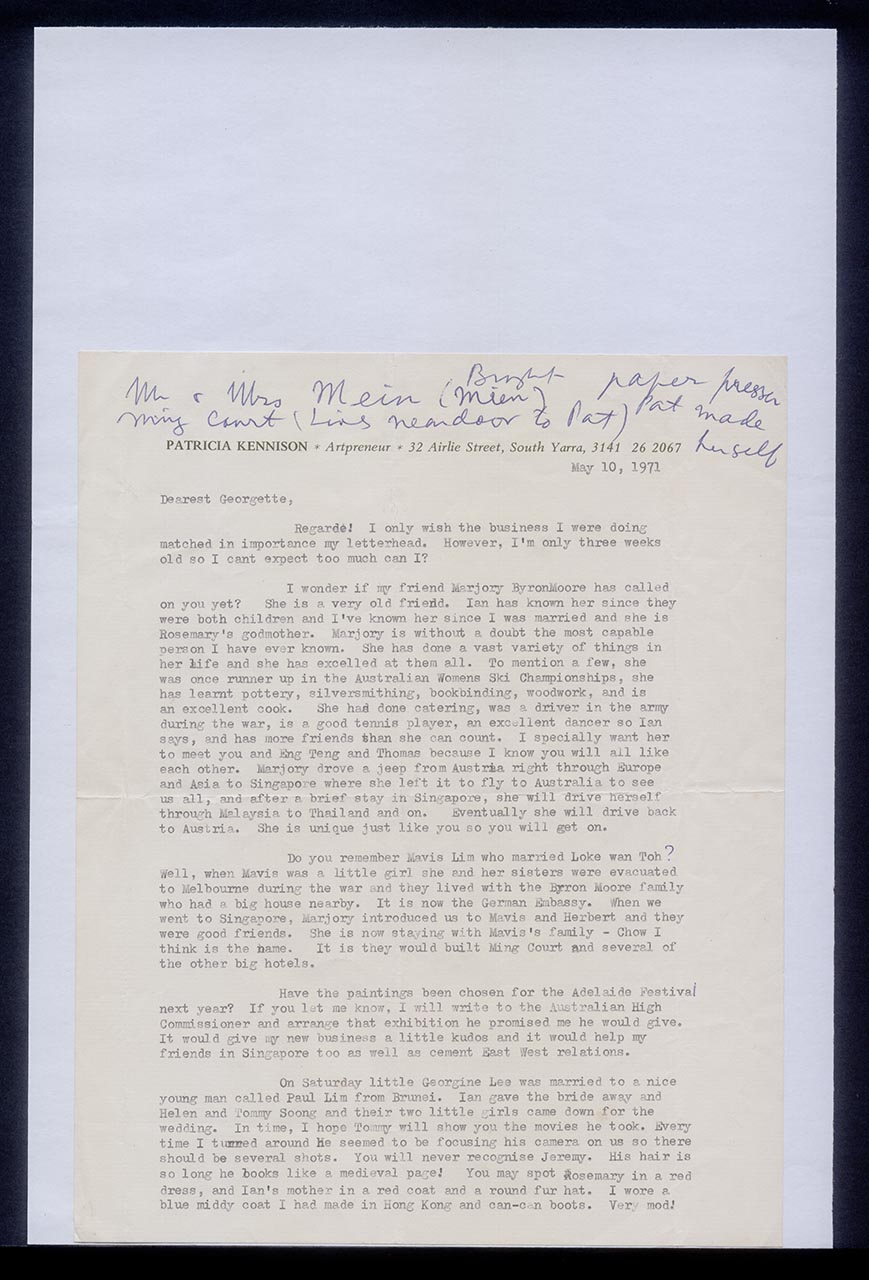 Bright paper presser
Mr & Mrs Mein (Mien) Pat made
Ming Court (Lives neardoor to Pat) herself
PATRICIA KENNISON * Artpreneur * 32 Airlie Street, South Yarra, 3141 26 2067
May 10, 1971
Dearest Georgette,
Regardé! I only wish the business I were doing
matched in importance my letterhead. However, I'm only three weeks
old so I cant expect too much can I?
I wonder if my friend Marjory ByronMoore has called
on you yet? She is a very old friend. Ian has known her since they
were both children and I've known her since I was married and she is
Rosemary's godmother. Marjory is without a doubt the most capable
person I have ever known. She has done a vast variety of things in
her life and she has excelled at them all. To mention a few, she
was once runner up in the Australian Womens Ski Championships, she
has learnt pottery, silversmithing, bookbinding, woodwork, and is
an excellent cook. She had done catering, was a driver in the army
during the war, is a good tennis player, an excellent dancer so Ian
says, and has more friends than she can count. I specially want her
to meet you and Eng Teng and Thomas because I know you will all like
each other. Marjory drove a jeep from Austria right through Europe
and Asia to Singapore where she left it to fly to Australia to see
us all, and after a brief stay in Singapore, she will drive herself
through Malaysia to Thailand and on. Eventually she will drive back
to Austria. She is unique just like you so you will get on.
Do you remember Mavis Lim who married Loke wan Toh?
Well, when Mavis was a little girl she and her sisters were evacuated
to Melbourne during the war and they lived with the Byron Moore family
who had a big house nearby. It is now the German Embassy. When we
went to Singapore, Marjory introduced us to Mavis and Herbert and they
were good friends. She is now staying with Mavis's family - Chow I
think is the name. It is they would built Ming Court and several of
the other big hotels.
Have the paintings been chosen for the Adelaide Festival
next year? If you let me know, I will write to the Australian High
Commissioner and arrange that exhibition he promised me he would give.
It would give my new business a little kudos and it would help my
friends in Singapore too as well as cement East West relations.
On Saturday little Georgine Lee was married to a nice
young man called Paul Lim from Brunei. Ian gave the bride away and
Helen and Tommy Soong and their two little girls came down for the
wedding. In time, I hope Tommy will show you the movies he took. Every
time I turned around he seemed to be focusing his camera on us so there
should be several shots. You will never recognise Jeremy. His hair is
so long he books like a medieval page! You may spot Rosemary in a red
dress, and Ian's mother in a red coat and a round fur hat. I wore a
blue middy coat I had made in Hong Kong and can-can boots. Very mod!